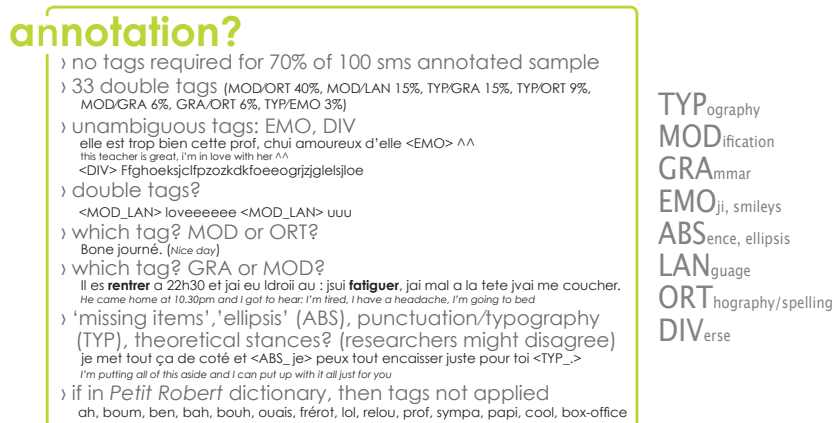 annotation?
› no tags required for 70% of 100 sms annotated sample
› 33 double tags (MOD/ORT 40%, MOD/LAN 15%, TYP/GRA 15%, TYP/ORT 9%,
MOD/GRA 6%, GRA/ORT 6%, TYP/EMO 3%)
› unambiguous tags: EMO, DIV
elle est trop bien cette prof, chui amoureux d'elle <EMO> ^^
this teacher is great, i'm in love with her ^^
<DIV> Ffghoeksjclfpzozkdkfoeeogrjzjglelsjloe
› double tags?
<MOD_LAN> loveeeeee <MOD_LAN> uuu
› which tag? MOD or ORT?
Bone journé. (Nice day)
› which tag? GRA or MOD?
Il es rentrer a 22h30 et jai eu ldroii au : jsui fatiguer, jai mal a la tete jvai me coucher.
He came home at 10.30pm and I got to hear: I'm tired, I have a headache, I'm going to bed
› 'missing items','ellipsis' (ABS), punctuation/typography
(TYP), theoretical stances? (researchers might disagree)
je met tout ça de coté et <ABS_je> peux tout encaisser juste pour toi <TYP_.>
I'm putting all of this aside and I can put up with it all just for you
› if in Petit Robert dictionary, then tags not applied
ah, boum, ben, bah, bouh, ouais, frérot, lol, relou, prof, sympa, papi, cool, box-office
TYPography
MODification
GRAmmar
EMOji, smileys
ABSence, ellipsis
LANguage
ORThography/spelling
DIVerse